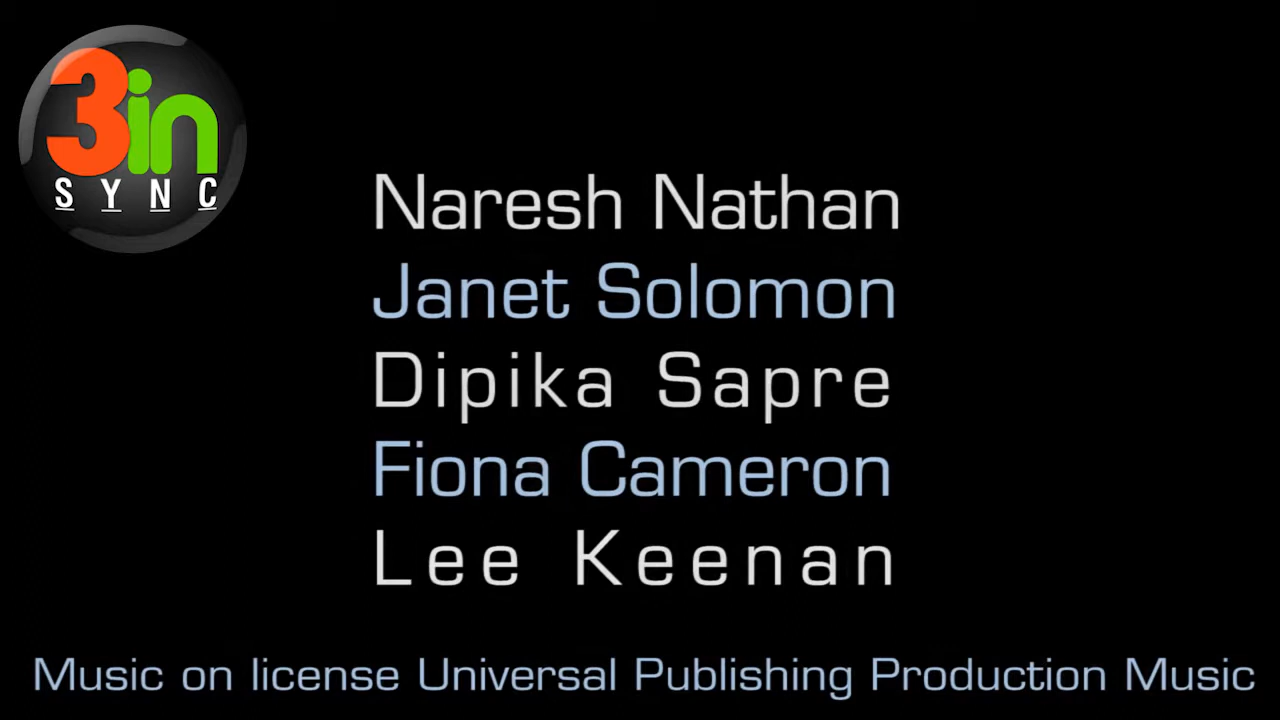 3in
SYNC
Naresh Nathan
Janet Solomon
Dipika Sapre
Fiona Cameron
Lee Keenan
Music on license Universal Publishing Production Music